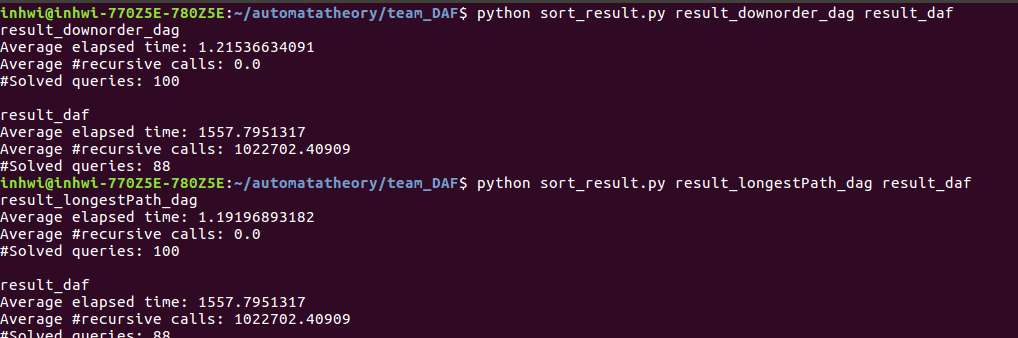 inhwi@inhwi-770Z5E-780Z5E:~/automatatheory/team_DAF$ python sort_result.py result_downorder_dag result_daf
result_downorder_dag
Average elapsed time: 1.21536634091
Average #recursive calls: 0.0
#Solved queries: 100
result_daf
Average elapsed time: 1557.7951317
Average #recursive calls: 1022702.40909
#Solved queries: 88
inhwi@inhwi-770Z5E-780Z5E:~/automatatheory/team_DAF$ python sort_result.py result_longestPath_dag result_daf
result_longestPath_dag
Average elapsed time: 1.19196893182
Average #recursive calls: 0.0
#Solved queries: 100
result_daf
Average elapsed time: 1557.7951317
Average #recursive calls: 1022702.40909
#Solved queries: 88